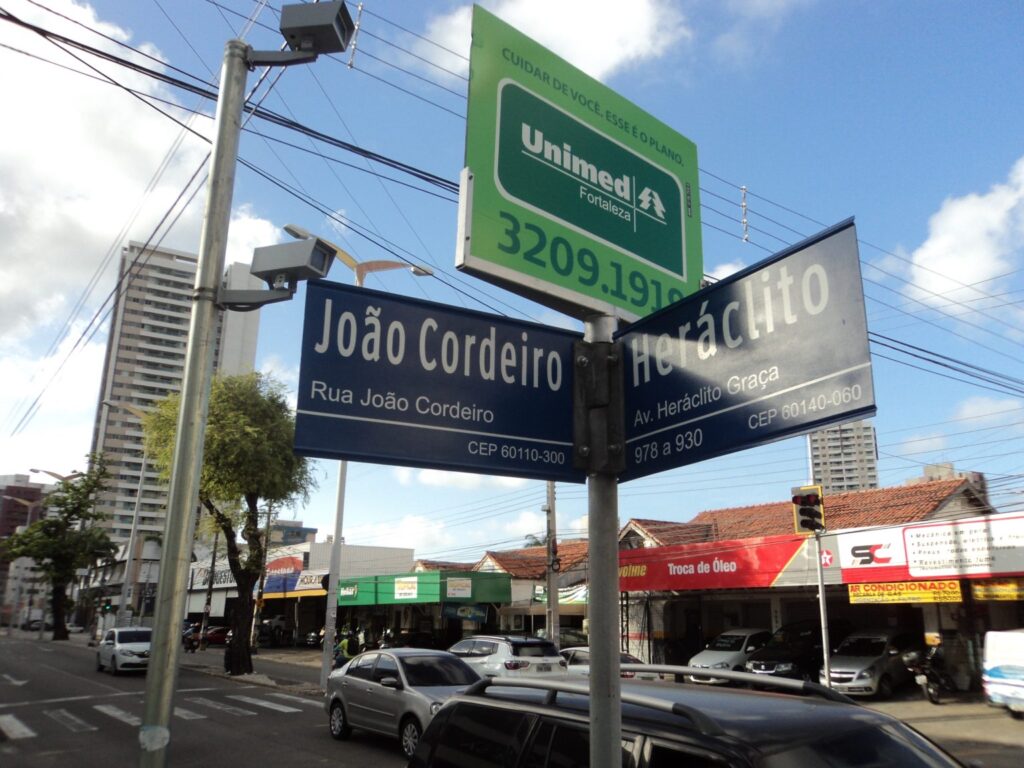 CUIDAR DE VOCÊ. ESSE É O PLANO.
Unimed
Fortaleza
3209.1919
João Cordeiro
Rua João Cordeiro
CEP 60110-300
Heráclito
Av. Heráclito Graça
CEP 60140-060
978 a 930
Troca de Óleo
SC
AR CONDICIONADO